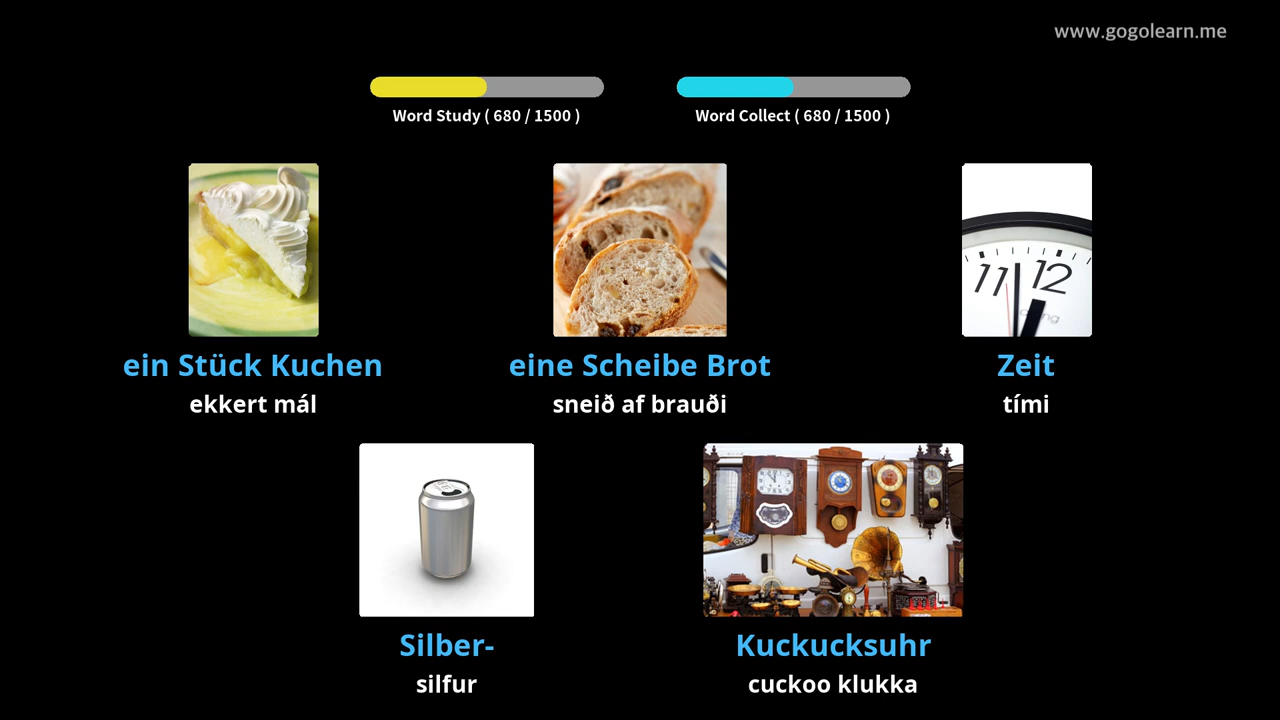 www.gogolearn.me
Word Study ( 680 / 1500 )
Word Collect ( 680 / 1500 )
11 12
ein Stück Kuchen
eine Scheibe Brot
Zeit
ekkert mál
sneið af brauði
tími
Silber-
Kuckucksuhr
silfur
cuckoo klukka